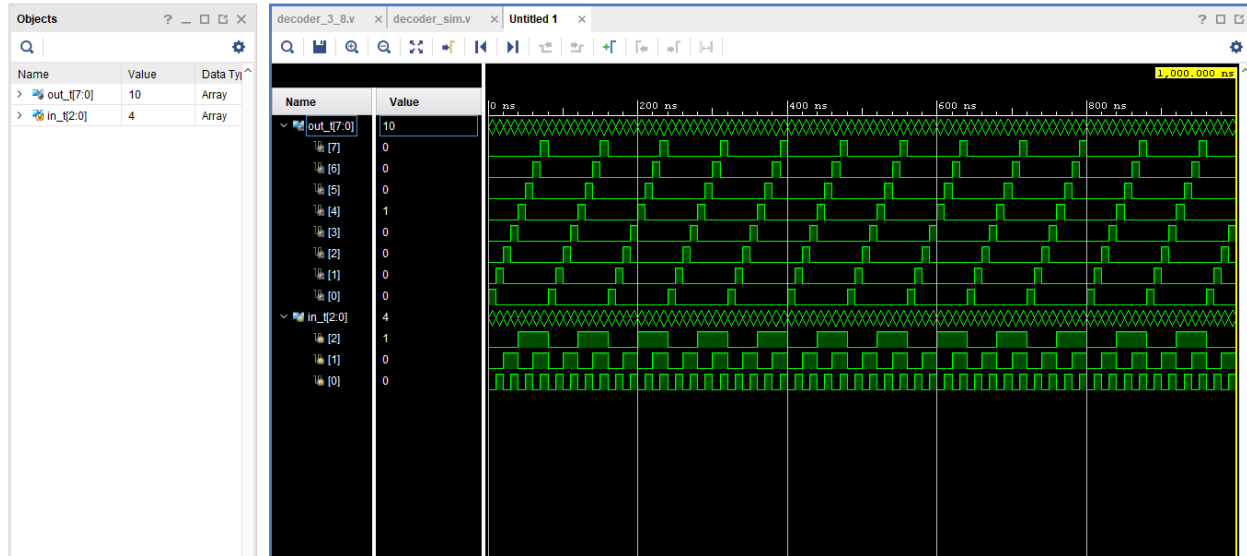 Objects
Name Value Data Ty
out_t[7:0] 10 Array
in_t[2:0] 4 Array
decoder_3_8.v × decoder_sim.v × Untitled 1 ×
1,000.000 ns
Name Value
0 ns 200 ns 400 ns 600 ns 800 ns
out_t[7:0] 10
[7] 0
[6] 0
[5] 0
[4] 1
[3] 0
[2] 0
[1] 0
[0] 0
in_t[2:0] 4
[2] 1
[1] 0
[0] 0